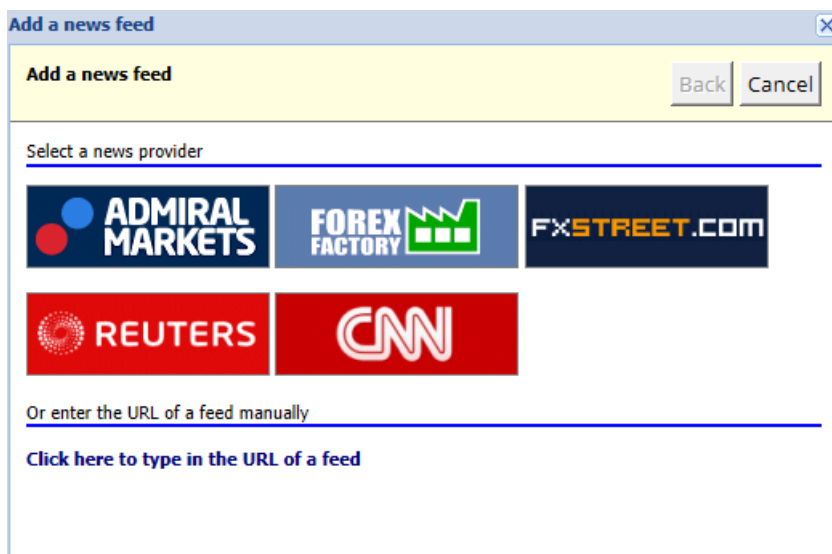 Add a news feed
Add a news feed
Back Cancel
Select a news provider
ADMIRAL
MARKETS
FOREX
FACTORY
FXSTREET.COM
REUTERS
CNN
Or enter the URL of a feed manually
Click here to type in the URL of a feed